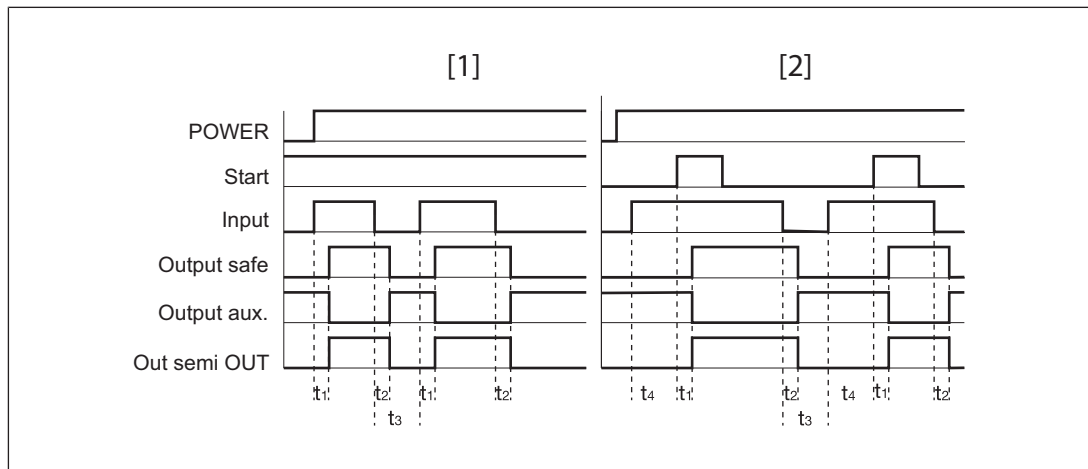 [1] [2]
POWER
Start
Input
Output safe
Output aux.
Out semi OUT
t1 t2 t1 t2 t4 t1 t2 t4 t1 t2
t3 t3